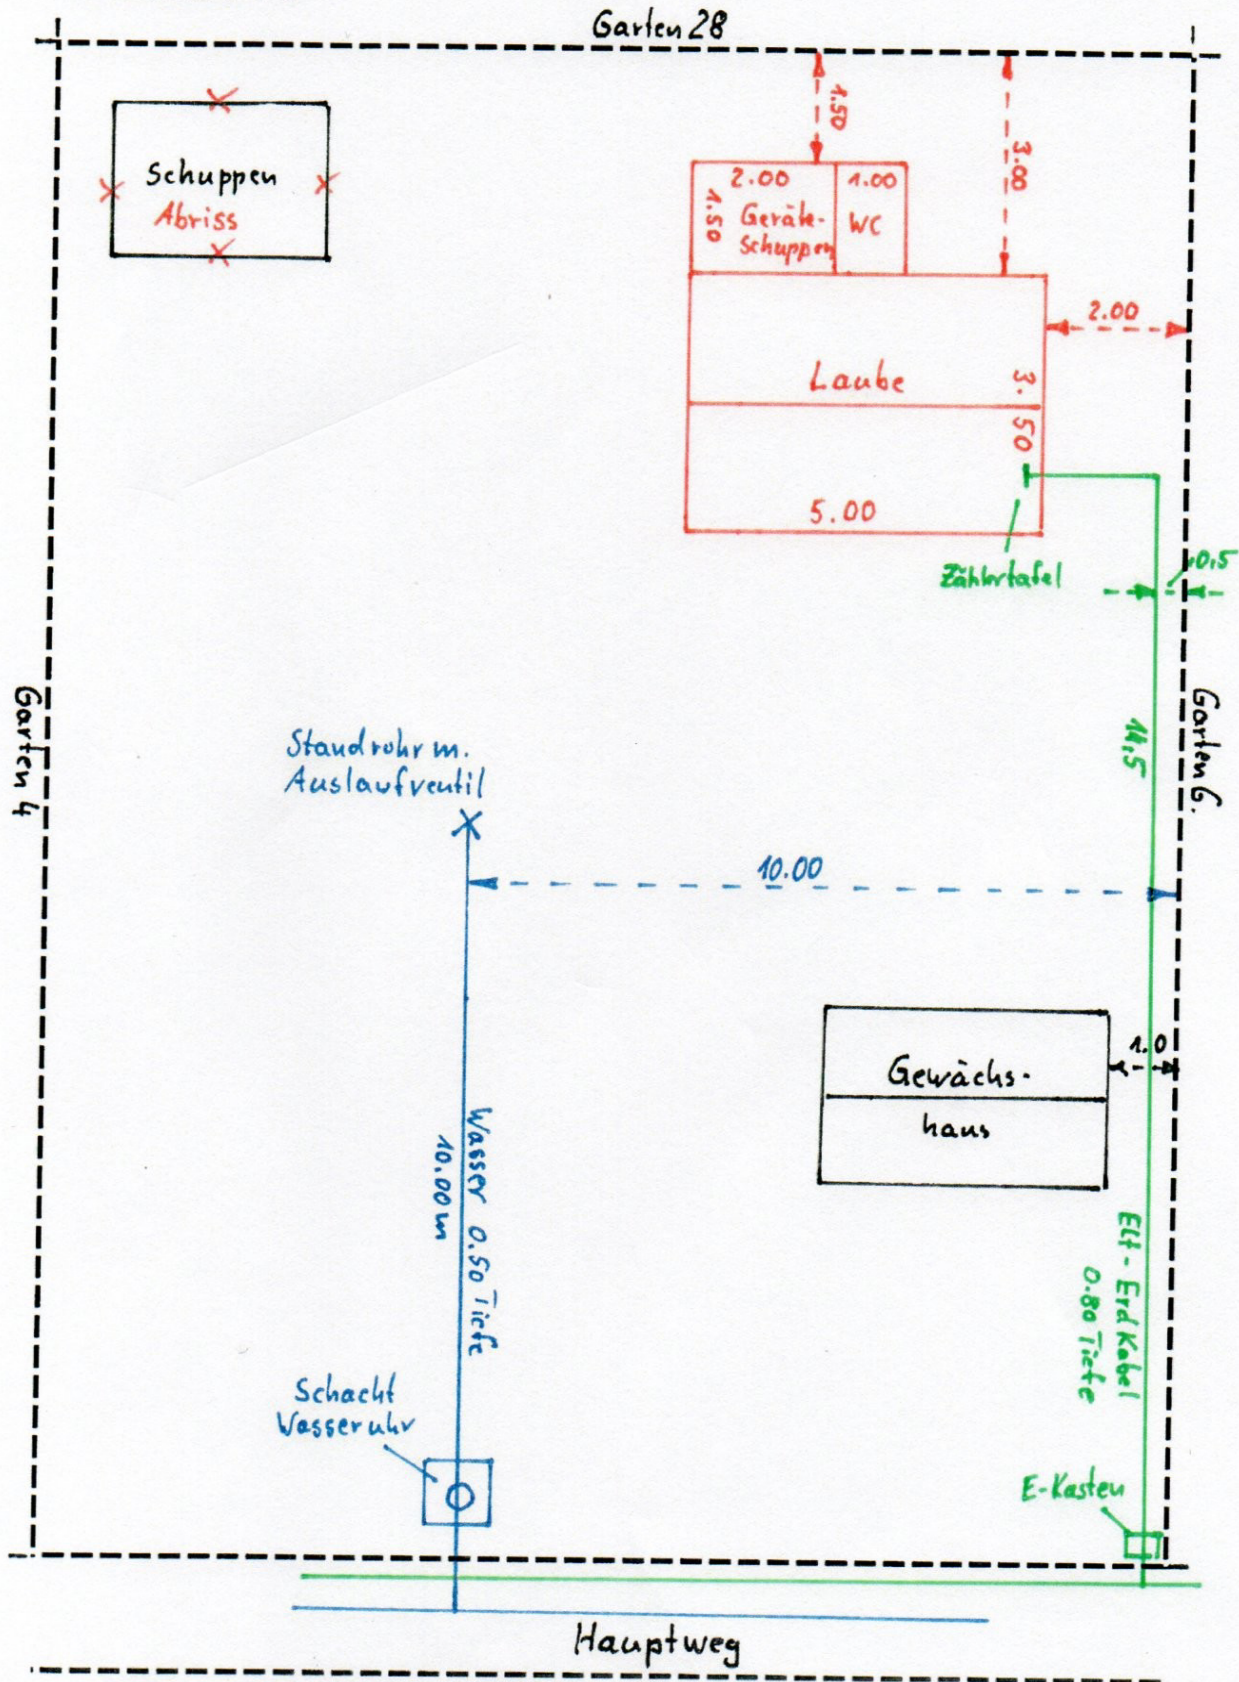 Garten 28
1.50
3.00
Schuppen
Abriss
2.00
1.00
1.50
Geräte-
schuppen
WC
2.00
Laube
3.50
5.00
Zählertafel
0,5
Garten 4
Garten 6.
14,5
Standrohr m.
Auslaufventil
10.00
Gewächs-
haus
1.0
Wasser 0.50 Tiefe
10.00 m
Elt-Erdkabel
0.80 Tiefe
Schacht
Wasseruhr
E-Kasten
Hauptweg